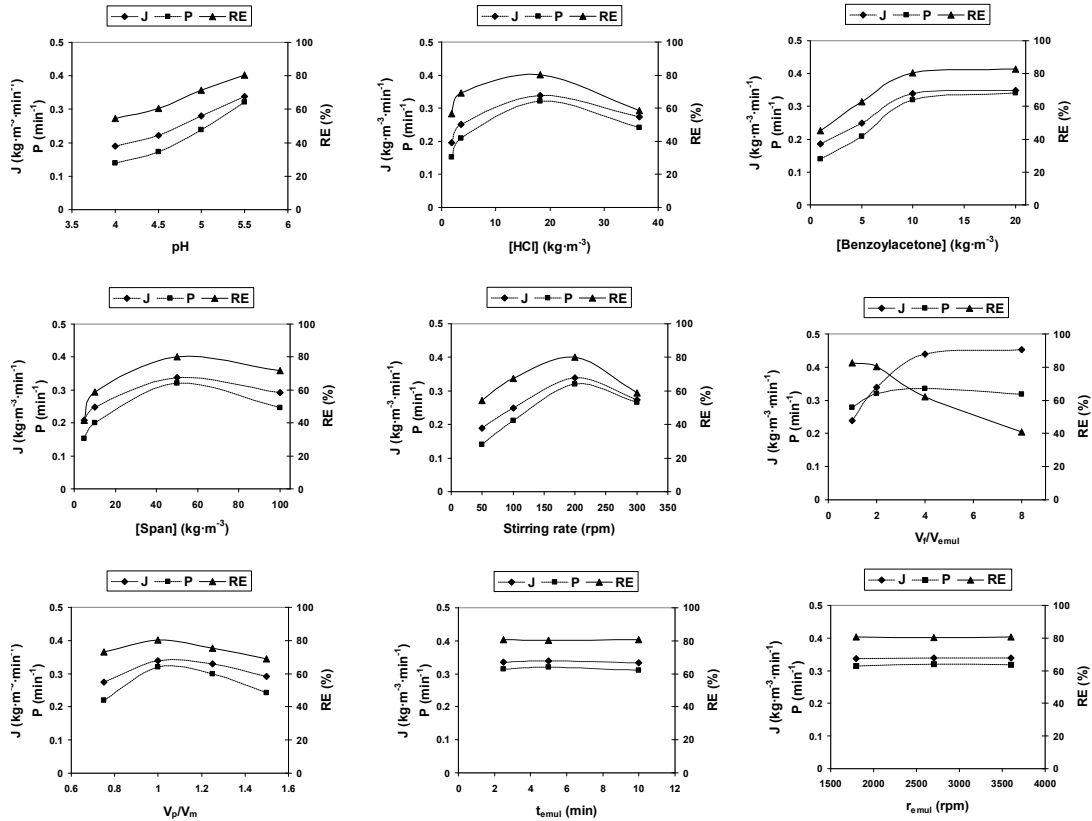 J P RE
0.5
0.4
0.3
0.2
0.1
0
100
80
60
40
20
0
3.5 4 4.5 5 5.5 6
pH
J (kg·m⁻³·min⁻¹)
P (min⁻¹)
RE (%)
J P RE
0.5
0.4
0.3
0.2
0.1
0
100
80
60
40
20
0
0 10 20 30 40
[HCl] (kg·m⁻³)
J (kg·m⁻³·min⁻¹)
P (min⁻¹)
RE (%)
J P RE
0.5
0.4
0.3
0.2
0.1
0
100
80
60
40
20
0
0 5 10 15 20
[Benzoylacetone] (kg·m⁻³)
J (kg·m⁻³·min⁻¹)
P (min⁻¹)
RE (%)
J P RE
0.5
0.4
0.3
0.2
0.1
0
100
80
60
40
20
0
0 20 40 60 80 100
[Span] (kg·m⁻³)
J (kg·m⁻³·min⁻¹)
P (min⁻¹)
RE (%)
J P RE
0.5
0.4
0.3
0.2
0.1
0
100
80
60
40
20
0
0 50 100 150 200 250 300 350
Stirring rate (rpm)
J (kg·m⁻³·min⁻¹)
P (min⁻¹)
RE (%)
J P RE
0.5
0.4
0.3
0.2
0.1
0
100
80
60
40
20
0
0 2 4 6 8
Vf/Vemul
J (kg·m⁻³·min⁻¹)
P (min⁻¹)
RE (%)
J P RE
0.5
0.4
0.3
0.2
0.1
0
100
80
60
40
20
0
0.6 0.8 1 1.2 1.4 1.6
Vp/Vm
J (kg·m⁻³·min⁻¹)
P (min⁻¹)
RE (%)
J P RE
0.5
0.4
0.3
0.2
0.1
0
100
80
60
40
20
0
0 2 4 6 8 10 12
temul (min)
J (kg·m⁻³·min⁻¹)
P (min⁻¹)
RE (%)
J P RE
0.5
0.4
0.3
0.2
0.1
0
100
80
60
40
20
0
1500 2000 2500 3000 3500 4000
remul (rpm)
J (kg·m⁻³·min⁻¹)
P (min⁻¹)
RE (%)